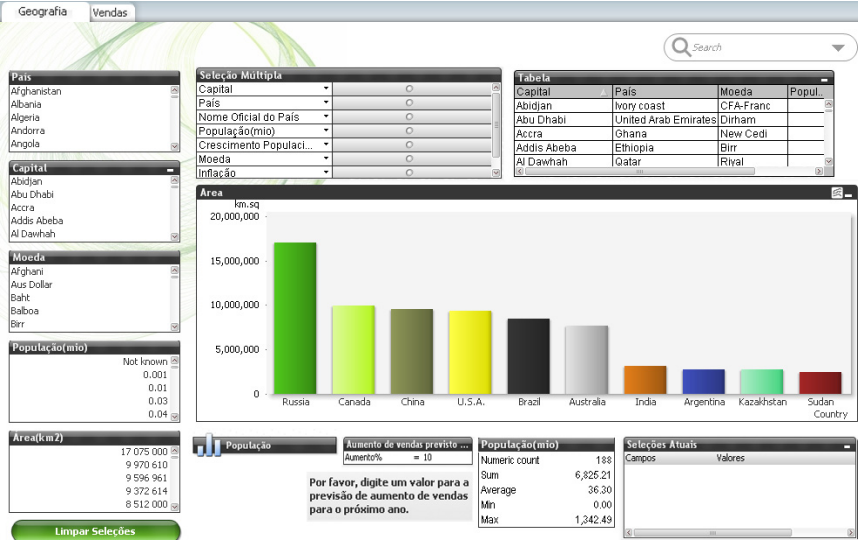 Geografia
Vendas
Search
País
Afghanistan
Albania
Algeria
Andorra
Angola
Capital
Abidjan
Abu Dhabi
Accra
Addis Abeba
Al Dawhah
Moeda
Afghani
Aus Dollar
Baht
Balboa
Birr
População(mio)
Not known
0.001
0.01
0.03
0.04
Área(km2)
17 075 000
9 970 610
9 596 961
9 372 614
8 512 000
Limpar Seleções
Seleção Múltipla
Capital
País
Nome Oficial do País
População(mio)
Crescimento Populaci...
Moeda
Inflação
Tabela
Capital País Moeda Popul..
Abidjan Ivory coast CFA-Franc
Abu Dhabi United Arab Emirates Dirham
Accra Ghana New Cedi
Addis Abeba Ethiopia Birr
Al Dawhah Qatar Riyal
Área
km.sq
20,000,000
15,000,000
10,000,000
5,000,000
0
Russia Canada China U.S.A. Brazil Australia India Argentina Kazakhstan Sudan
Country
População
Aumento de vendas previsto ...
Aumento% = 10
Por favor, digite um valor para a
previsão de aumento de vendas
para o próximo ano.
População(mio)
Numeric count 188
Sum 6,825.21
Average 36.30
Min 0.00
Max 1,342.49
Seleções Atuais
Campos Valores